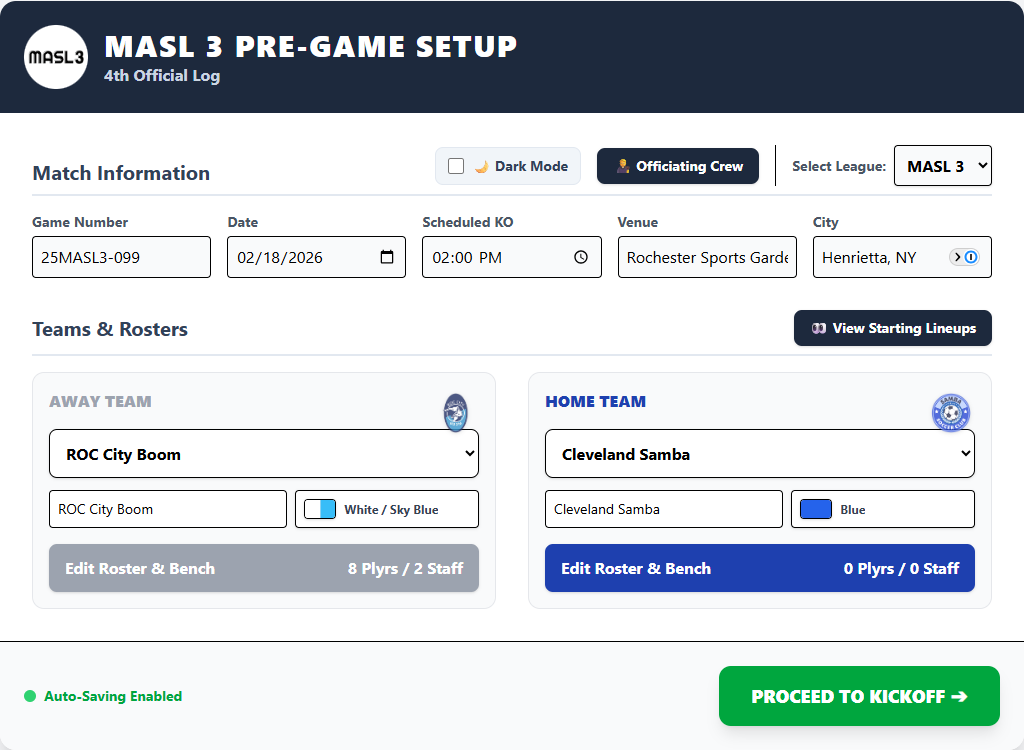 MASL3
MASL 3 PRE-GAME SETUP
4th Official Log
Match Information
Dark Mode
Officiating Crew
Select League:
MASL 3
Game Number
Date
Scheduled KO
Venue
City
25MASL3-099
02/18/2026
02:00 PM
Rochester Sports Garde
Henrietta, NY
Teams & Rosters
View Starting Lineups
AWAY TEAM
ROC City Boom
ROC City Boom
White / Sky Blue
Edit Roster & Bench
8 Plyrs / 2 Staff
HOME TEAM
SAMBA
Cleveland Samba
Cleveland Samba
Blue
Edit Roster & Bench
0 Plyrs / 0 Staff
Auto-Saving Enabled
PROCEED TO KICKOFF ➔